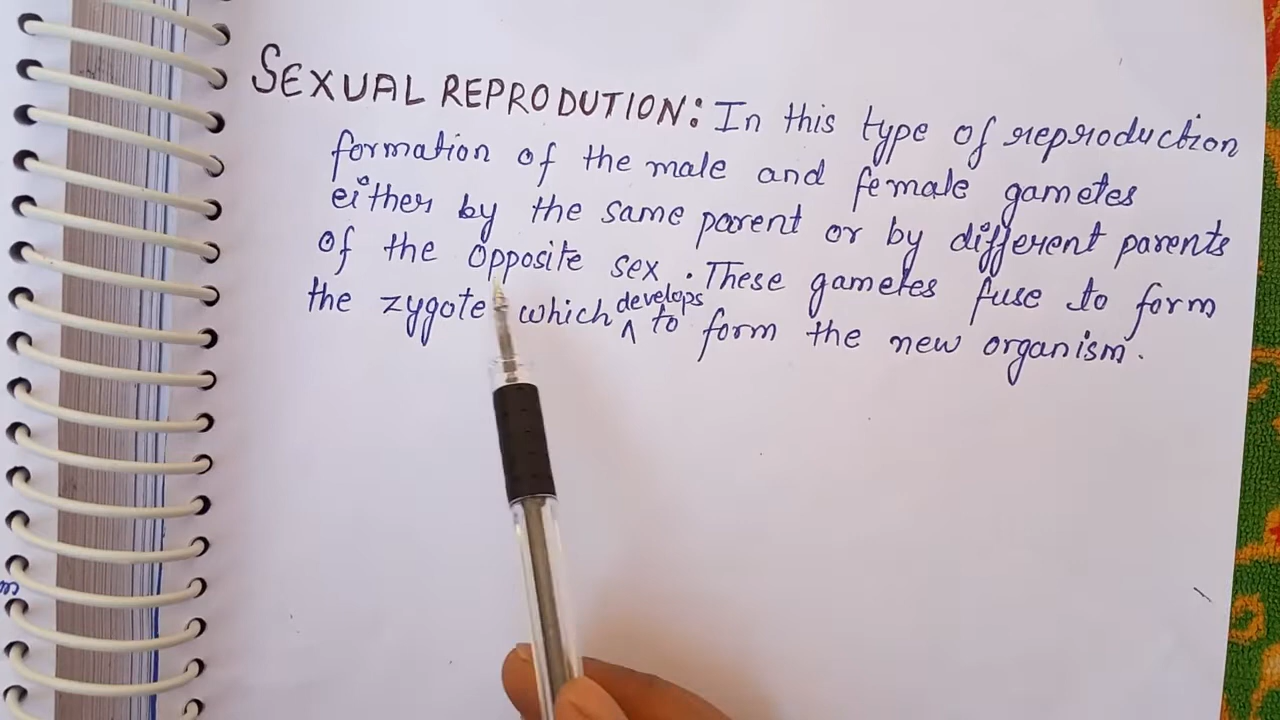 SEXUAL REPRODUTION: In this type of reproduction
formation of the male and female gametes
either by the same parent or by different parents
of the opposite sex. These gametes fuse to form
the zygote which develops to form the new organism.